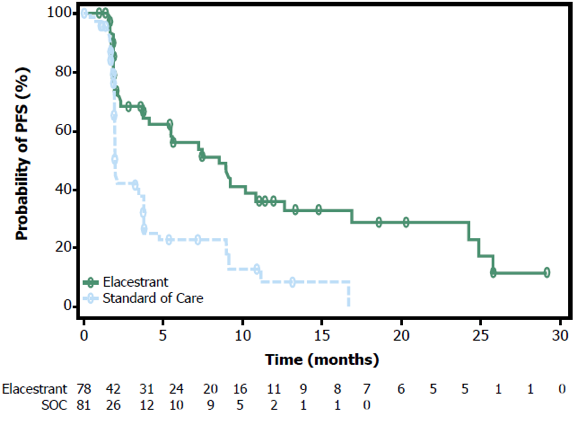 Probability of PFS (%)
100
80
60
40
20
0
Elacestrant
Standard of Care
0 5 10 15 20 25 30
Time (months)
Elacestrant 78 42 31 24 20 16 11 9 8 7 6 5 5 1 1 0
SOC 81 26 12 10 9 5 2 1 1 0